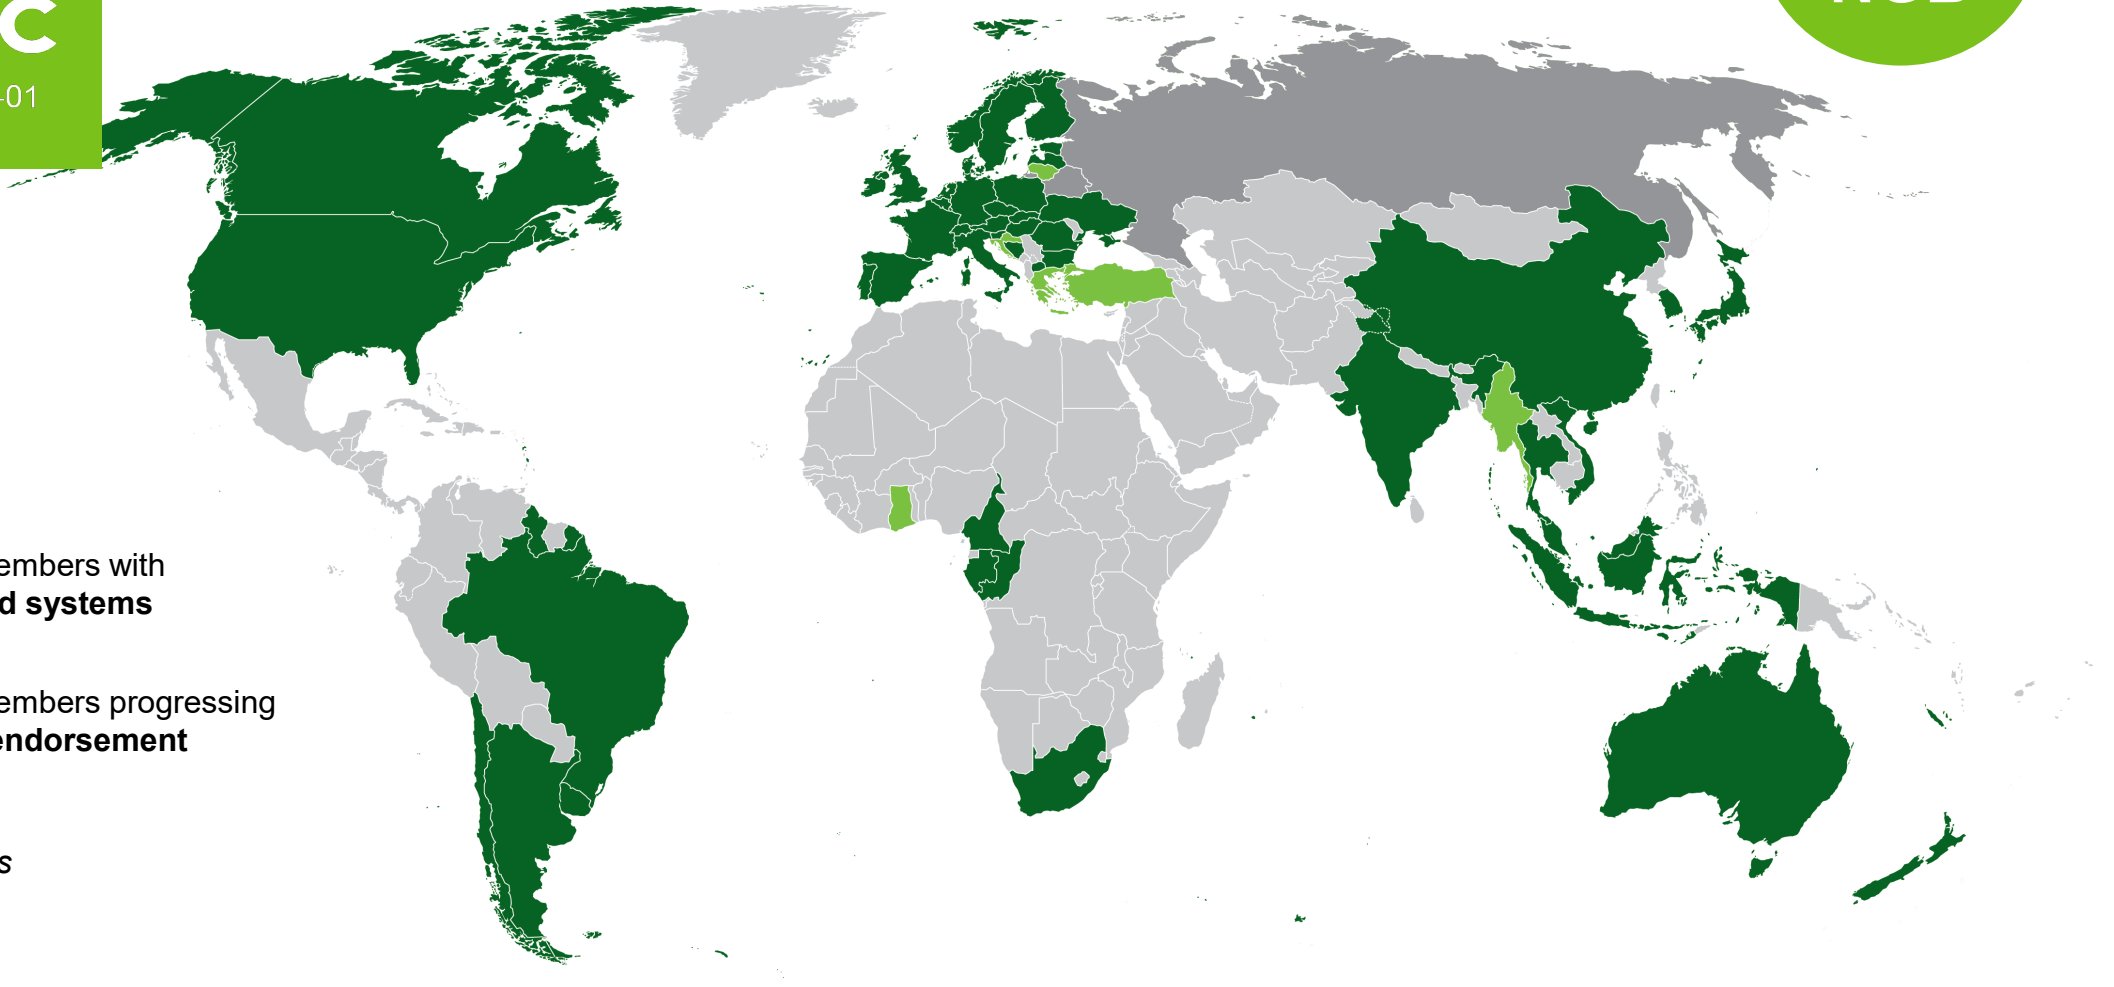 C
-01
embers with
d systems
embers progressing
endorsement
s